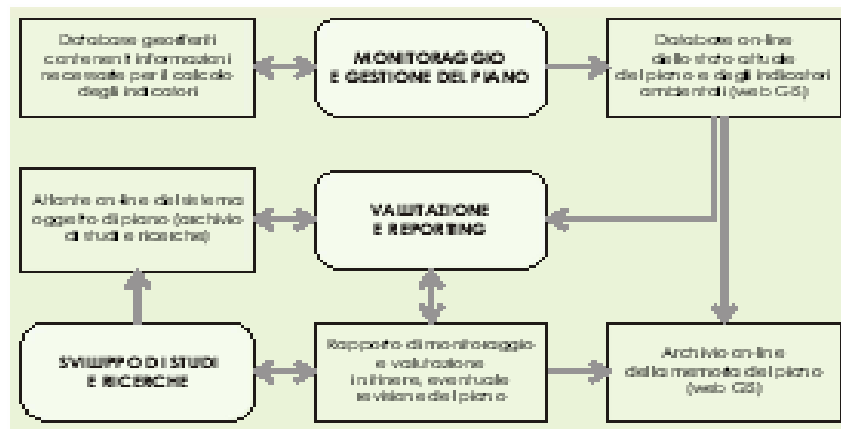 Database georiferiti
contenenti informazioni
necessarie per il calcolo
degli indicatori
MONITORAGGIO
E GESTIONE DEL PIANO
Database on-line
dello stato attuale
del piano e degli indicatori
ambientali (web GIS)
Atlante on-line del sistema
oggetto di piano (archivio
di studi e ricerche)
VALUTAZIONE
E REPORTING
SVILUPPO DI STUDI
E RICERCHE
Rapporto di monitoraggio
e valutazione
in itinere, eventuale
revisione del piano
Archivio on-line
della memoria del piano
(web GIS)